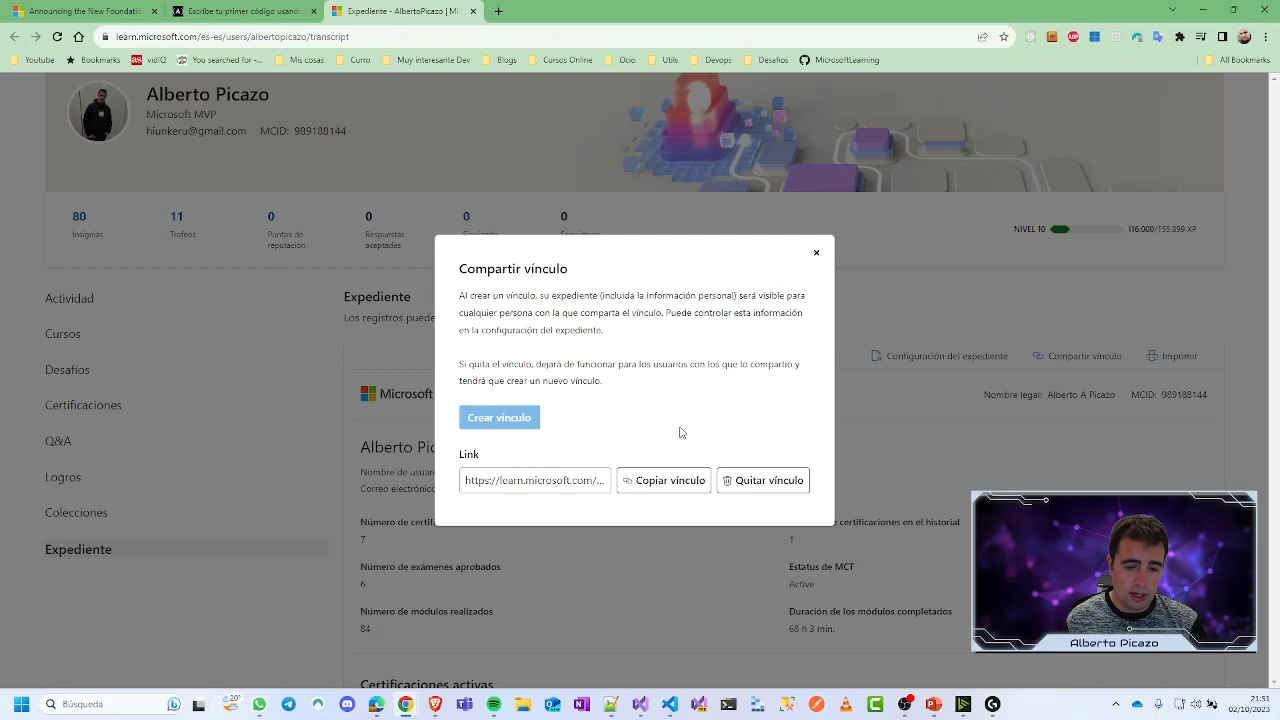 Announcing the New Foundatic
Escribe tu primer código usand
Expediente - AlbertoPicazo | Mic
learn.microsoft.com/es-es/users/albertopicazo/transcript
Youtube
Bookmarks
vidIQ
You searched for -...
Mis cosas
Curro
Muy interesante Dev
Blogs
Cursos Online
Ocio
Utils
Devops
Desafios
MicrosoftLearning
All Bookmarks
Alberto Picazo
Microsoft MVP
hiunkeru@gmail.com MCID: 989188144
80
11
0
0
0
0
Insignias
Trofeos
Puntos de
reputación
Respuestas
aceptadas
NIVEL 10
116.000/155.899 XP
Actividad
Cursos
Desafíos
Certificaciones
Q&A
Logros
Colecciones
Expediente
Expediente
Los registros puede
Configuración del expediente
Compartir vínculo
Imprimir
Microsoft
Nombre legal: Alberto A Picazo MCID: 989188144
Alberto Pic
Nombre de usuar
Correo electrónico
Compartir vínculo
Al crear un vínculo, su expediente (incluida la información personal) será visible para
cualquier persona con la que comparta el vínculo. Puede controlar esta información
en la configuración del expediente.
Si quita el vínculo, dejará de funcionar para los usuarios con los que lo compartió y
tendrá que crear un nuevo vínculo.
Crear vínculo
Link
https://learn.microsoft.com/...
Copiar vínculo
Quitar vínculo
Número de certif
7
e certificaciones en el historial
1
Número de exámenes aprobados
6
Estatus de MCT
Active
Número de módulos realizados
84
Duración de los módulos completados
68 h 3 min.
Certificaciones activas
Alberto Picazo
Búsqueda
20°
21:51
02/10/2023